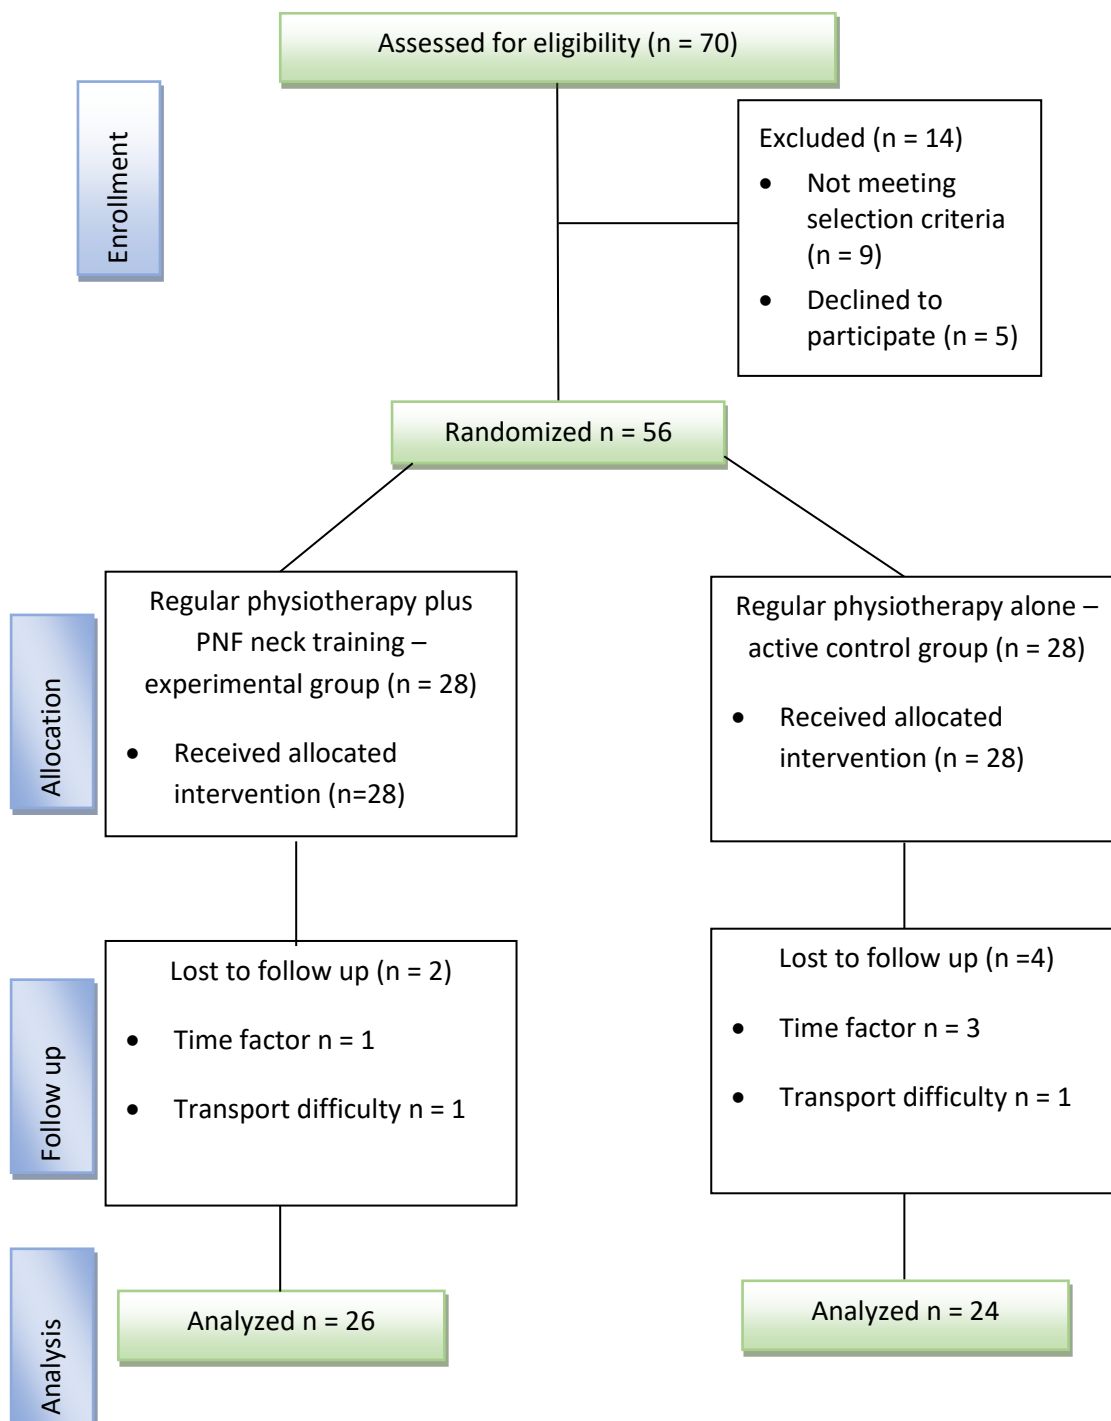 Assessed for eligibility (n = 70)
Enrollment
Excluded (n = 14)
• Not meeting
selection criteria
(n = 9)
• Declined to
participate (n = 5)
Randomized n = 56
Allocation
Regular physiotherapy plus
PNF neck training –
experimental group (n = 28)
• Received allocated
intervention (n=28)
Regular physiotherapy alone –
active control group (n = 28)
• Received allocated
intervention (n = 28)
Follow up
Lost to follow up (n = 2)
• Time factor n = 1
• Transport difficulty n = 1
Lost to follow up (n =4)
• Time factor n = 3
• Transport difficulty n = 1
Analysis
Analyzed n = 26
Analyzed n = 24